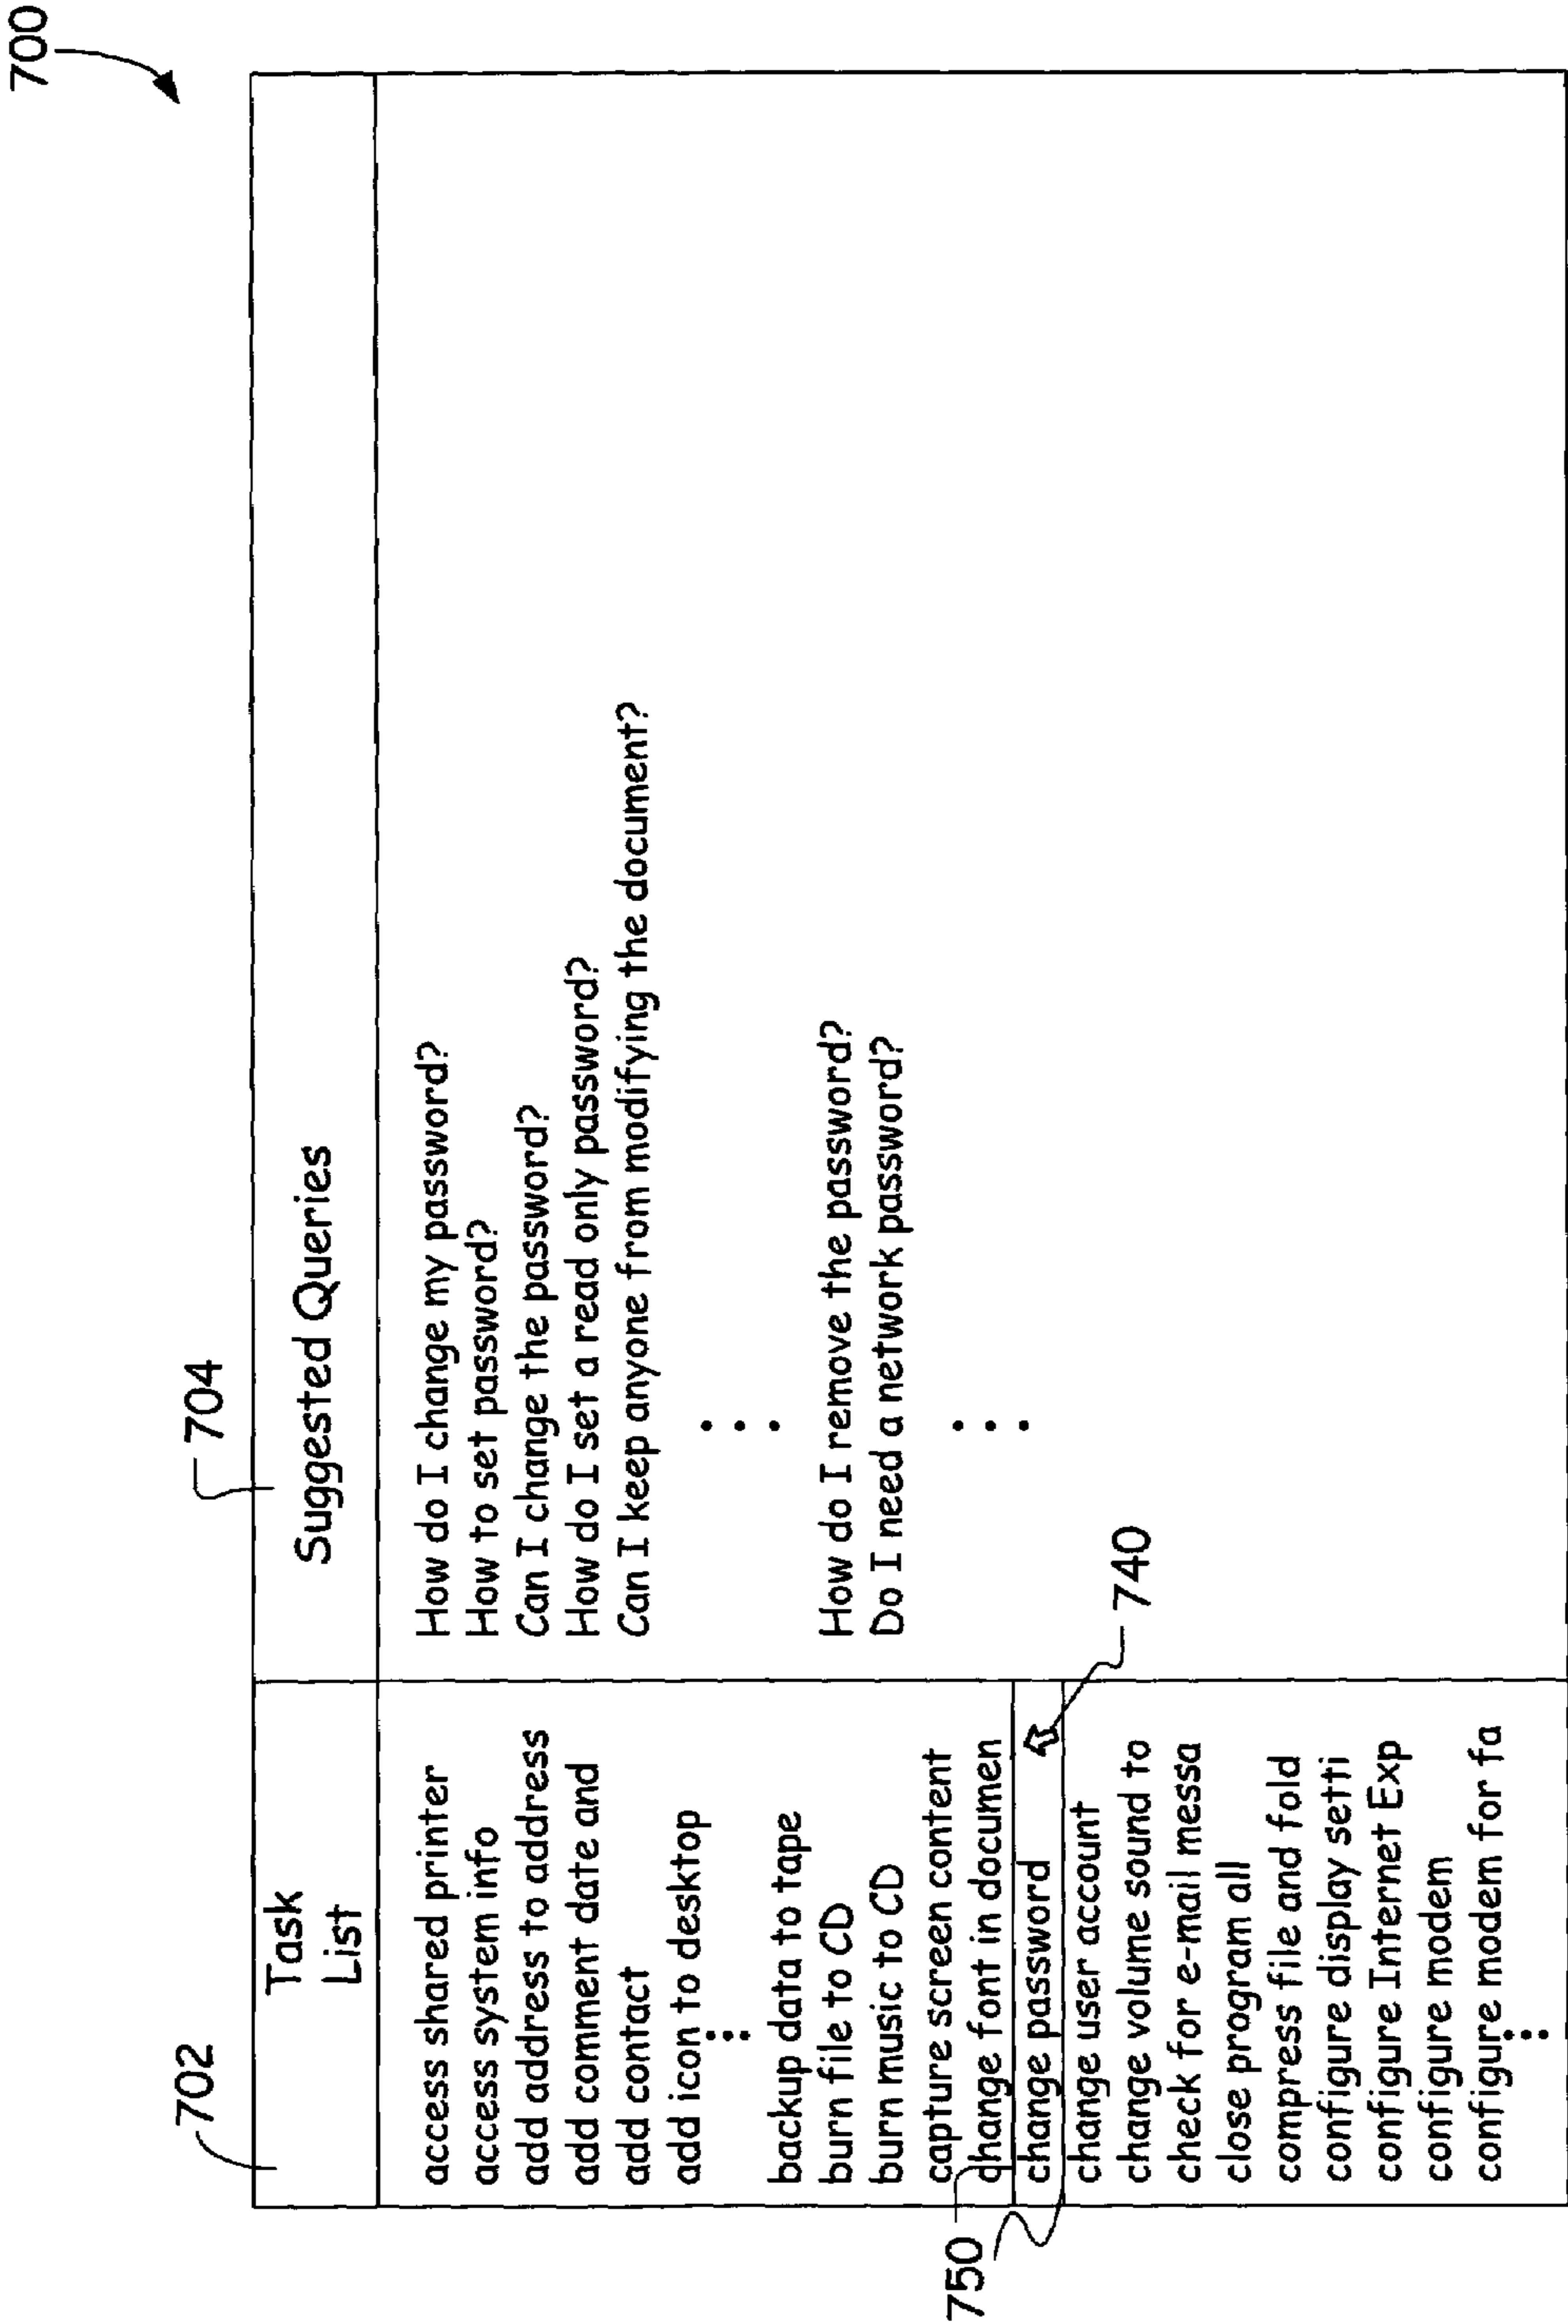 700
702
704
Task
List
Suggested Queries
access shared printer
access system info
add address to address
add comment date and
add contact
add icon to desktop
backup data to tape
burn file to CD
burn music to CD
capture screen content
change font in documen
change password
change user account
change volume sound to
check for e-mail messa
close program all
compress file and fold
configure display setti
configure Internet Exp
configure modem
configure modem for fa
How do I change my password?
How to set password?
Can I change the password?
How do I set a read only password?
Can I keep anyone from modifying the document?
How do I remove the password?
Do I need a network password?
740
750